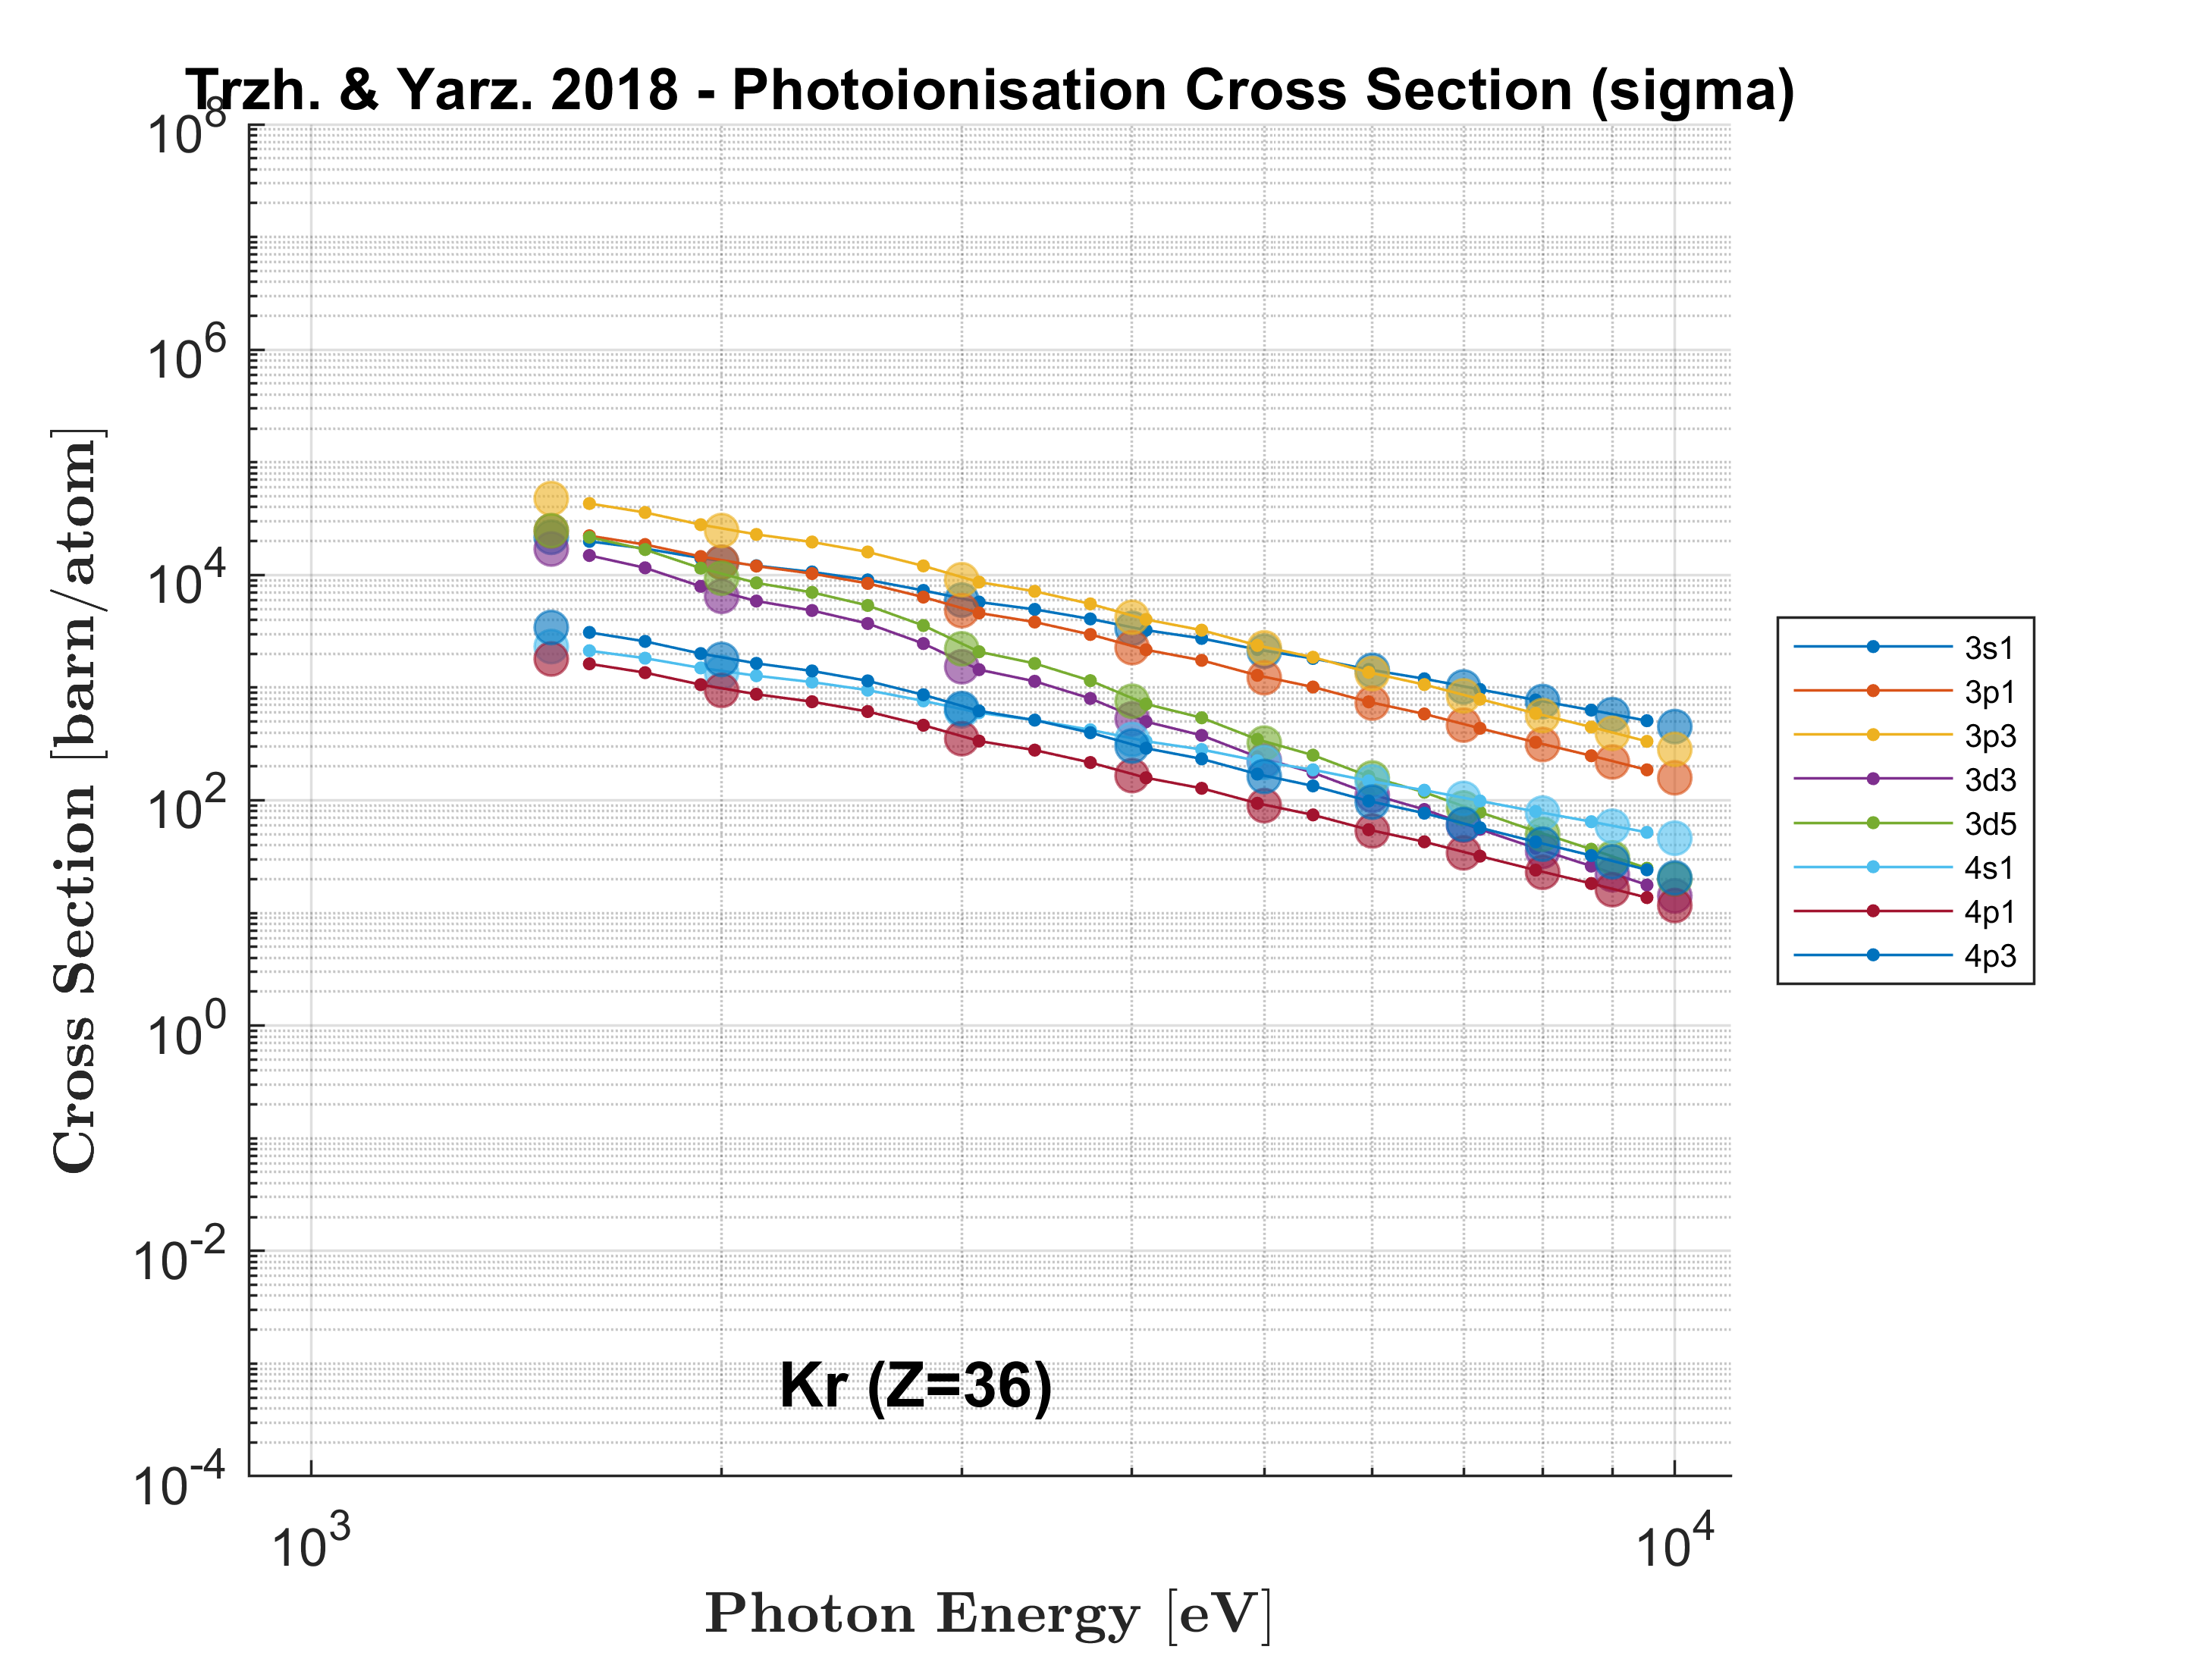 Trzh. & Yarz. 2018 - Photoionisation Cross Section (sigma)
10^8
10^6
10^4
10^2
10^0
10^-2
10^-4
Cross Section [barn/atom]
3s1
3p1
3p3
3d3
3d5
4s1
4p1
4p3
Kr (Z=36)
10^3
10^4
Photon Energy [eV]